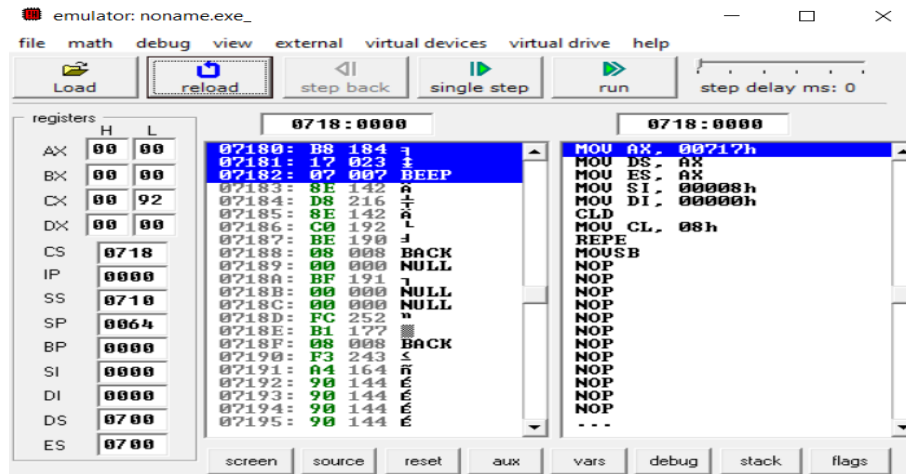 emulator: noname.exe_
file math debug view external virtual devices virtual drive help
Load reload step back single step run step delay ms: 0
registers
H L
AX 00 00
BX 00 00
CX 00 92
DX 00 00
CS 0718
IP 0000
SS 0710
SP 0064
BP 0000
SI 0000
DI 0000
DS 0700
ES 0700
0718:0000
07180: B8 184 ╕
07181: 17 023 ↨
07182: 07 007 BEEP
07183: 8E 142 Ä
07184: D8 216 ╪
07185: 8E 142 Ä
07186: C0 192 └
07187: BE 190 ╛
07188: 08 008 BACK
07189: 00 000 NULL
0718A: BF 191 ┐
0718B: 00 000 NULL
0718C: 00 000 NULL
0718D: FC 252 ⁿ
0718E: B1 177 ▒
0718F: 08 008 BACK
07190: F3 243 ≤
07191: A4 164 ñ
07192: 90 144 É
07193: 90 144 É
07194: 90 144 É
07195: 90 144 É
0718:0000
MOV AX, 00717h
MOV DS, AX
MOV ES, AX
MOV SI, 00008h
MOV DI, 00000h
CLD
MOV CL, 08h
REPE
MOVSB
NOP
NOP
NOP
NOP
NOP
NOP
NOP
NOP
NOP
NOP
NOP
NOP
...
screen source reset aux vars debug stack flags